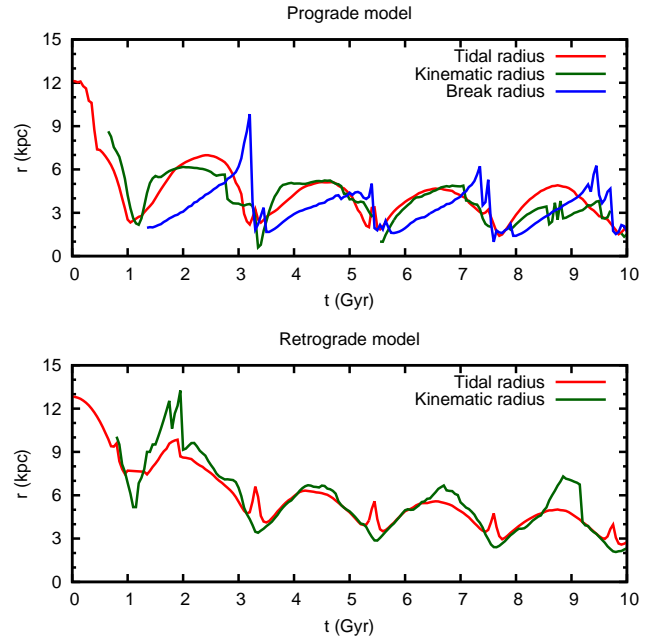 Prograde model
Tidal radius
Kinematic radius
Break radius
15
12
9
6
3
0
r (kpc)
0 1 2 3 4 5 6 7 8 9 10
t (Gyr)
Retrograde model
Tidal radius
Kinematic radius
15
12
9
6
3
0
r (kpc)
0 1 2 3 4 5 6 7 8 9 10
t (Gyr)